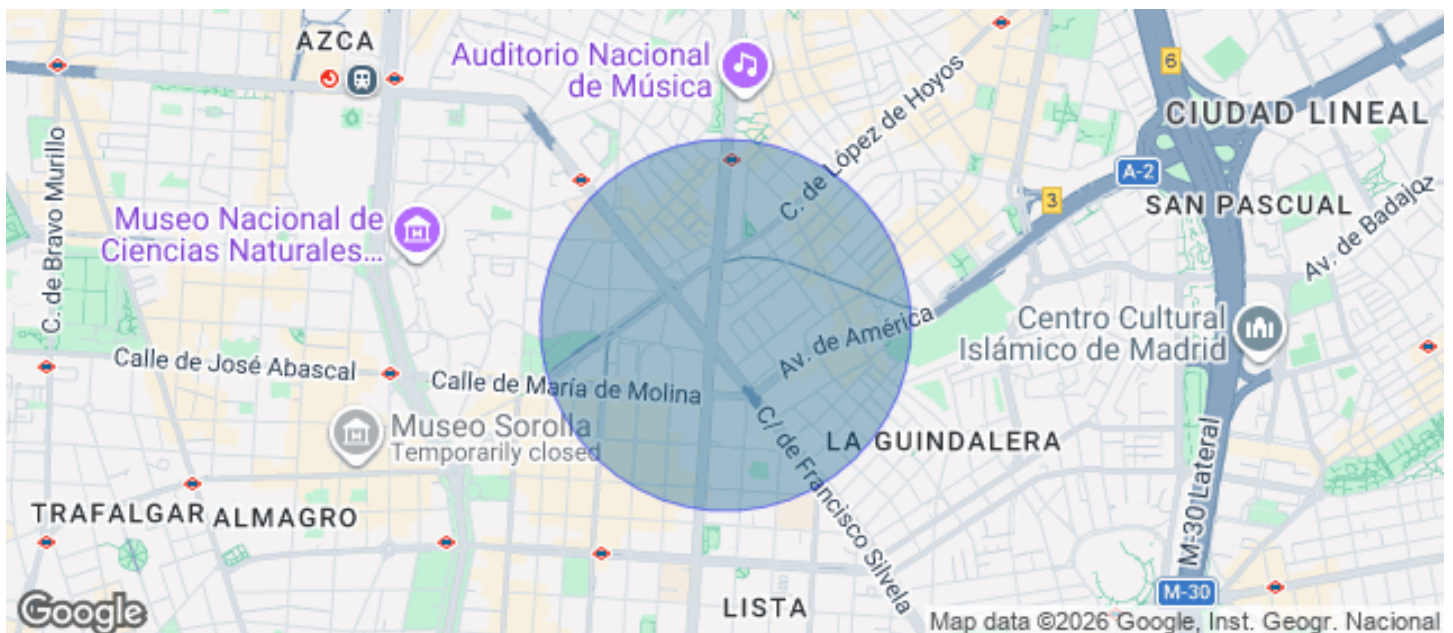 AZCA
Auditorio Nacional
de Música
6
CIUDAD LINEAL
C. de López de Hoyos
A-2
3
SAN PASCUAL
C. de Bravo Murillo
Museo Nacional de
Ciencias Naturales...
Av. de Badajoz
Av. de América
Centro Cultural
Islámico de Madrid
Calle de José Abascal
Calle de María de Molina
Museo Sorolla
Temporarily closed
C/ de Francisco Silvela
LA GUINDALERA
M-30 Lateral
TRAFALGAR
ALMAGRO
M-30
LISTA
Google
Map data ©2026 Google, Inst. Geogr. Nacional